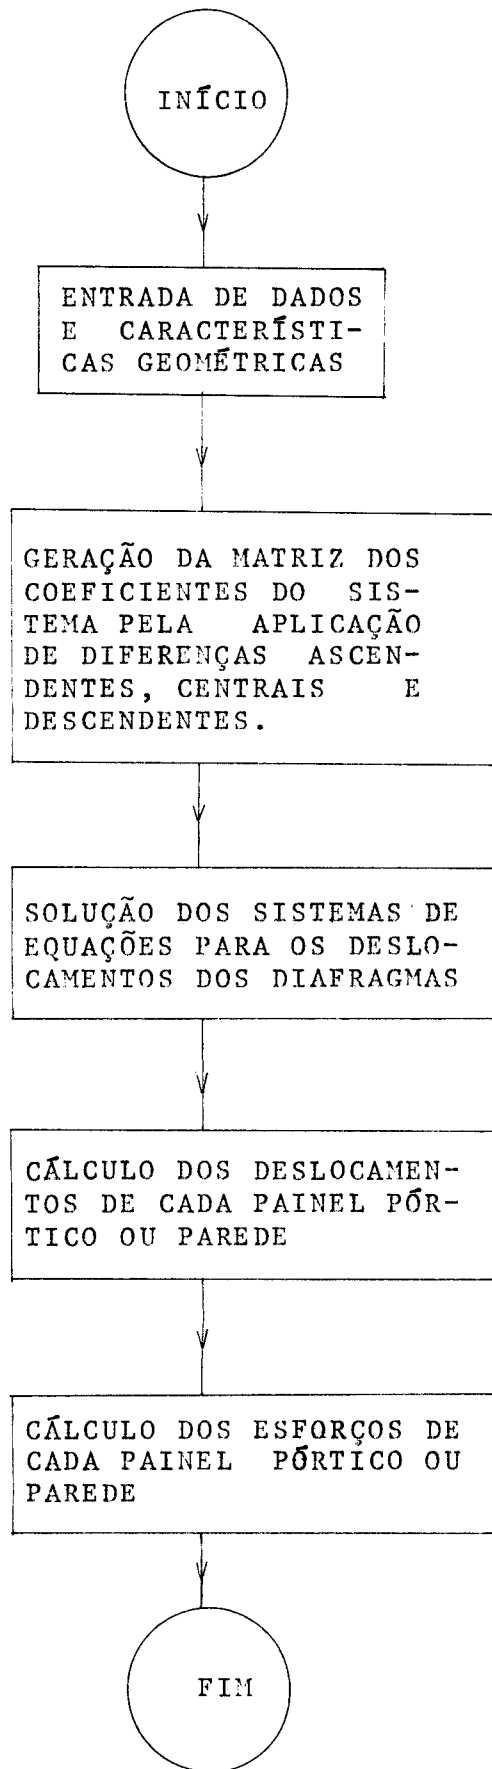 INÍCIO
ENTRADA DE DADOS
E CARACTERÍSTI-
CAS GEOMÉTRICAS
GERAÇÃO DA MATRIZ DOS
COEFICIENTES DO SIS-
TEMA PELA APLICAÇÃO
DE DIFERENÇAS ASCEN-
DENTES, CENTRAIS E
DESCENDENTES.
SOLUÇÃO DOS SISTEMAS DE
EQUAÇÕES PARA OS DESLO-
CAMENTOS DOS DIAFRAGMAS
CÁLCULO DOS DESLOCAMEN-
TOS DE CADA PAINEL PÓR-
TICO OU PAREDE
CÁLCULO DOS ESFORÇOS DE
CADA PAINEL PÓRTICO OU
PAREDE
FIM